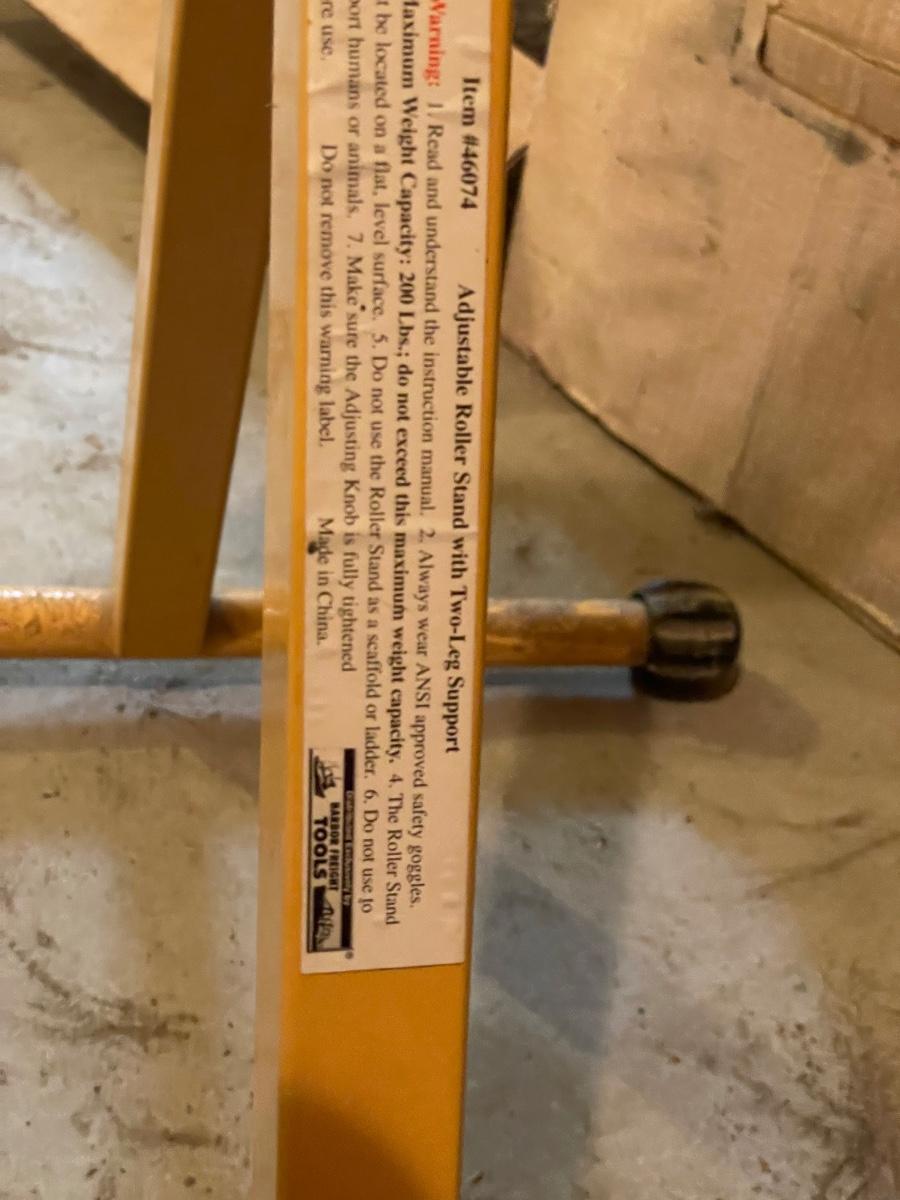 Item #46074 Adjustable Roller Stand with Two-Leg Support
Warning: 1. Read and understand the instruction manual. 2. Always wear ANSI approved safety goggles.
Maximum Weight Capacity: 200 Lbs.; do not exceed this maximum weight capacity. 4. The Roller Stand
t be located on a flat, level surface. 5. Do not use the Roller Stand as a scaffold or ladder. 6. Do not use to
port humans or animals. 7. Make sure the Adjusting Knob is fully tightened
re use. Do not remove this warning label. Made in China.
Distributed Exclusively by
HARBOR FREIGHT
TOOLS
®